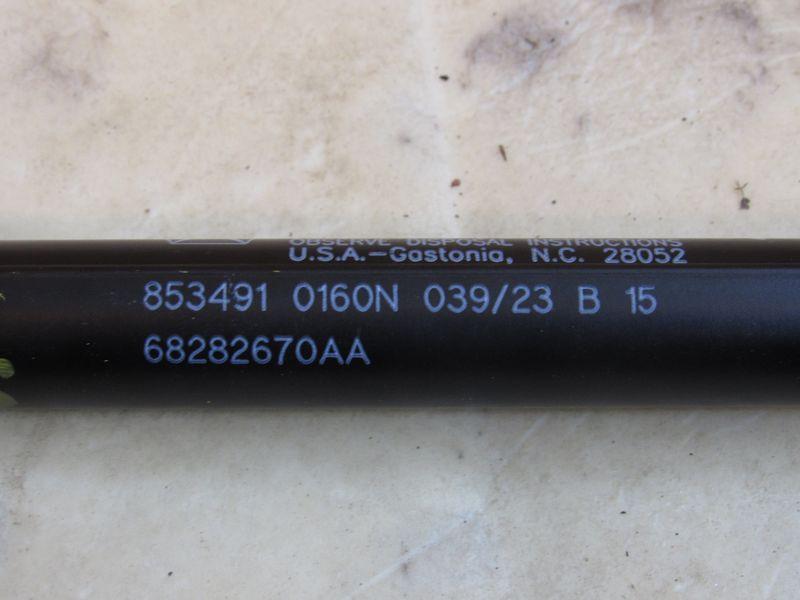 OBSERVE DISPOSAL INSTRUCTIONS
U.S.A.-Gastonia, N.C. 28052
853491 0160N 039/23 B 15
68282670AA